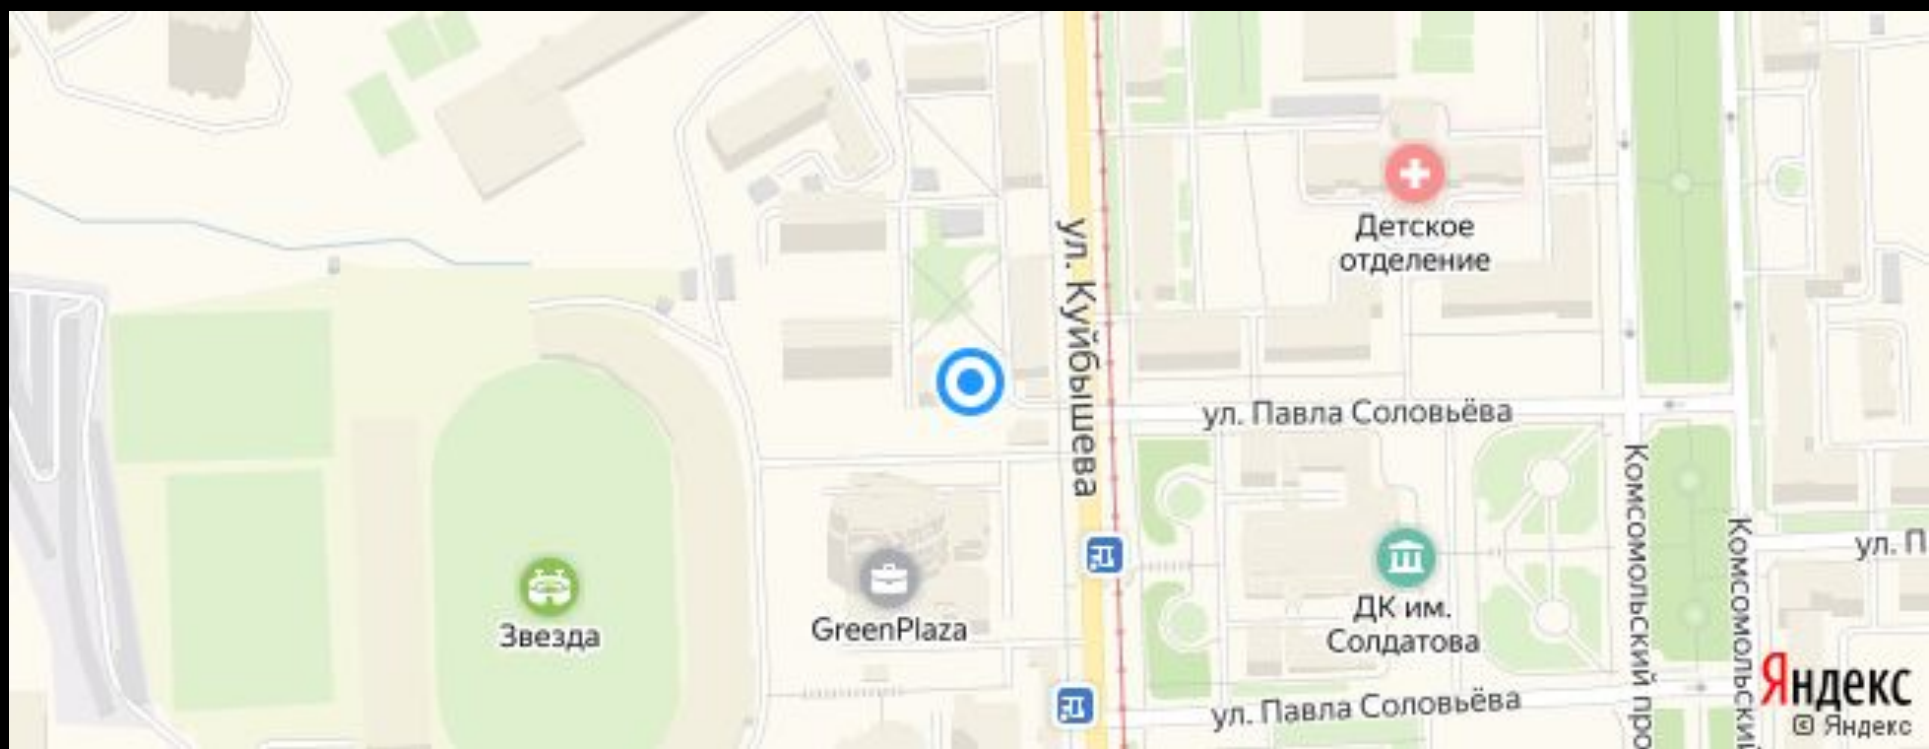 Детское
отделение
ул. Куйбышева
ул. Павла Соловьёва
Комсомольский про
Комсомольский
ул. П
Звезда
GreenPlaza
ДК им.
Солдатова
ул. Павла Соловьёва
Яндекс
© Яндекс